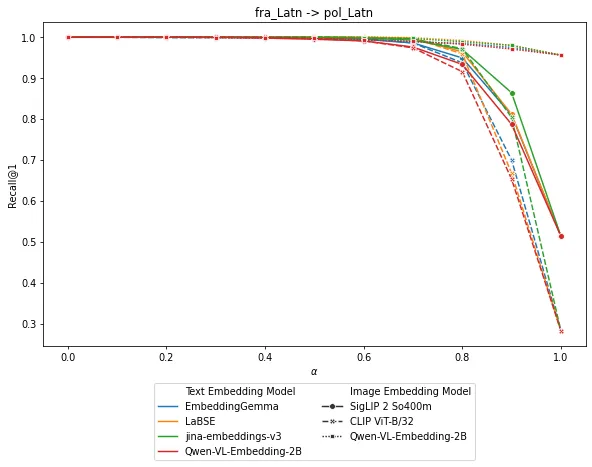 fra_Latn -> pol_Latn
1.0
0.9
0.8
0.7
0.6
0.5
0.4
0.3
Recall@1
0.0 0.2 0.4 0.6 0.8 1.0
α
Text Embedding Model
EmbeddingGemma
LaBSE
jina-embeddings-v3
Qwen-VL-Embedding-2B
Image Embedding Model
SigLIP 2 So400m
CLIP ViT-B/32
Qwen-VL-Embedding-2B